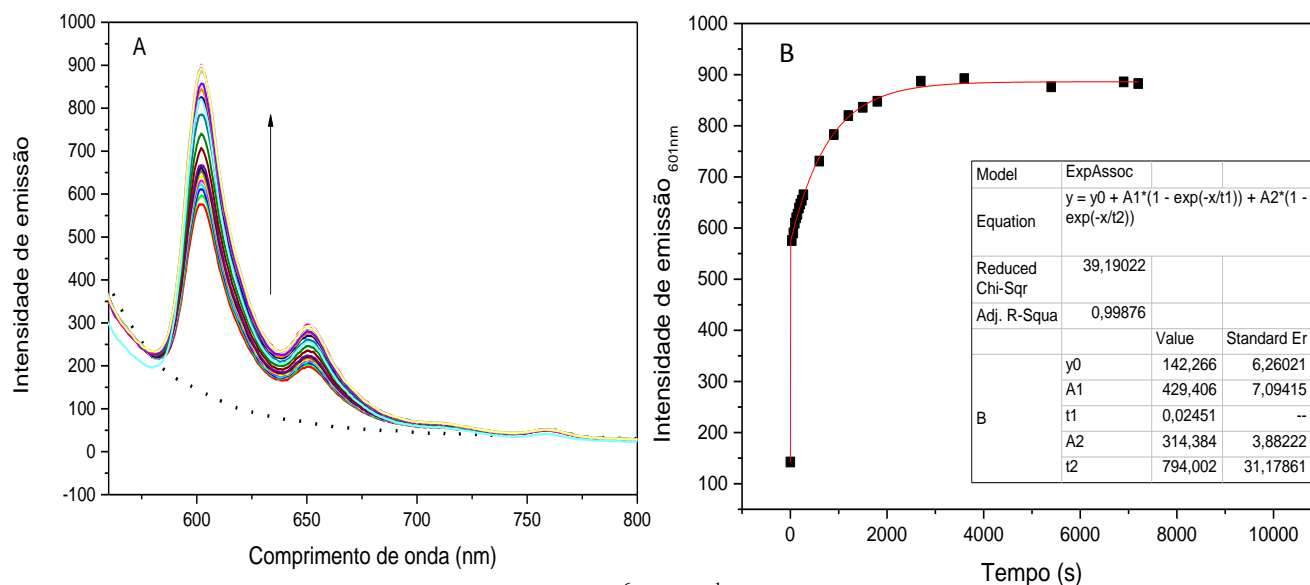 A
1000
900
800
700
600
500
400
300
200
100
0
-100
600
650
700
750
800
Intensidade de emissão
Comprimento de onda (nm)
B
1000
900
800
700
600
500
400
300
200
100
0
2000
4000
6000
8000
10000
Intensidade de emissão 601nm
Tempo (s)
Model ExpAssoc
Equation y = y0 + A1*(1 - exp(-x/t1)) + A2*(1 -
exp(-x/t2))
Reduced
Chi-Sqr 39,19022
Adj. R-Squa 0,99876
Value Standard Er
B
y0 142,266 6,26021
A1 429,406 7,09415
t1 0,02451 --
A2 314,384 3,88222
t2 794,002 31,17861